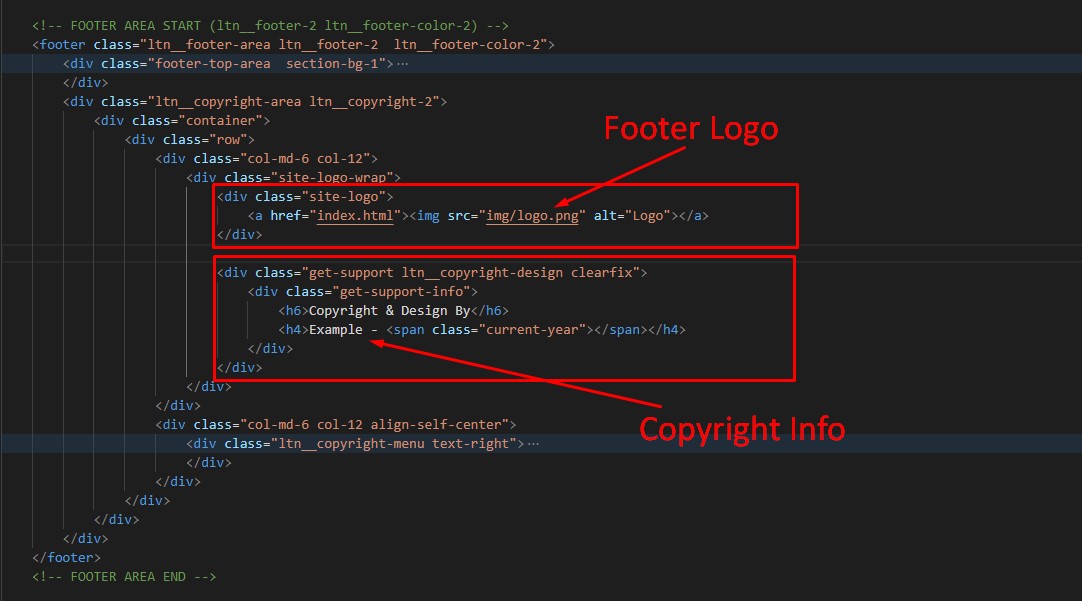 <!-- FOOTER AREA START (ltn__footer-2 ltn__footer-color-2) -->
<footer class="ltn__footer-area ltn__footer-2  ltn__footer-color-2">
<div class="footer-top-area  section-bg-1">···
</div>
<div class="ltn__copyright-area ltn__copyright-2">
<div class="container">
<div class="row">
<div class="col-md-6 col-12">
<div class="site-logo-wrap">
<div class="site-logo">
<a href="index.html"><img src="img/logo.png" alt="Logo"></a>
</div>
<div class="get-support ltn__copyright-design clearfix">
<div class="get-support-info">
<h6>Copyright & Design By</h6>
<h4>Example - <span class="current-year"></span></h4>
</div>
</div>
</div>
</div>
<div class="col-md-6 col-12 align-self-center">
<div class="ltn__copyright-menu text-right">···
</div>
</div>
</div>
</div>
</div>
</footer>
<!-- FOOTER AREA END -->
Footer Logo
Copyright Info